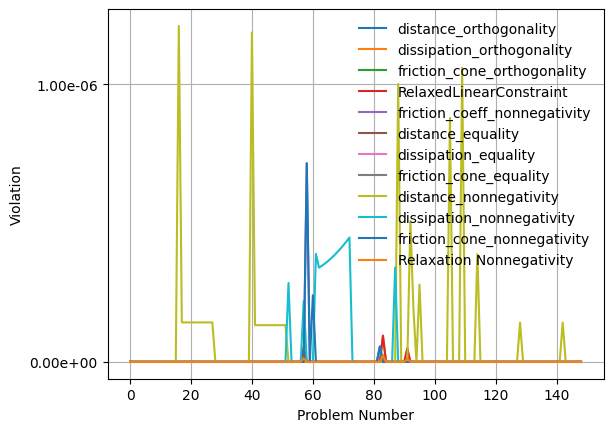 distance_orthogonality
dissipation_orthogonality
friction_cone_orthogonality
RelaxedLinearConstraint
friction_coeff_nonnegativity
distance_equality
dissipation_equality
friction_cone_equality
distance_nonnegativity
dissipation_nonnegativity
friction_cone_nonnegativity
Relaxation Nonnegativity
1.00e-06
0.00e+00
Violation
0 20 40 60 80 100 120 140
Problem Number